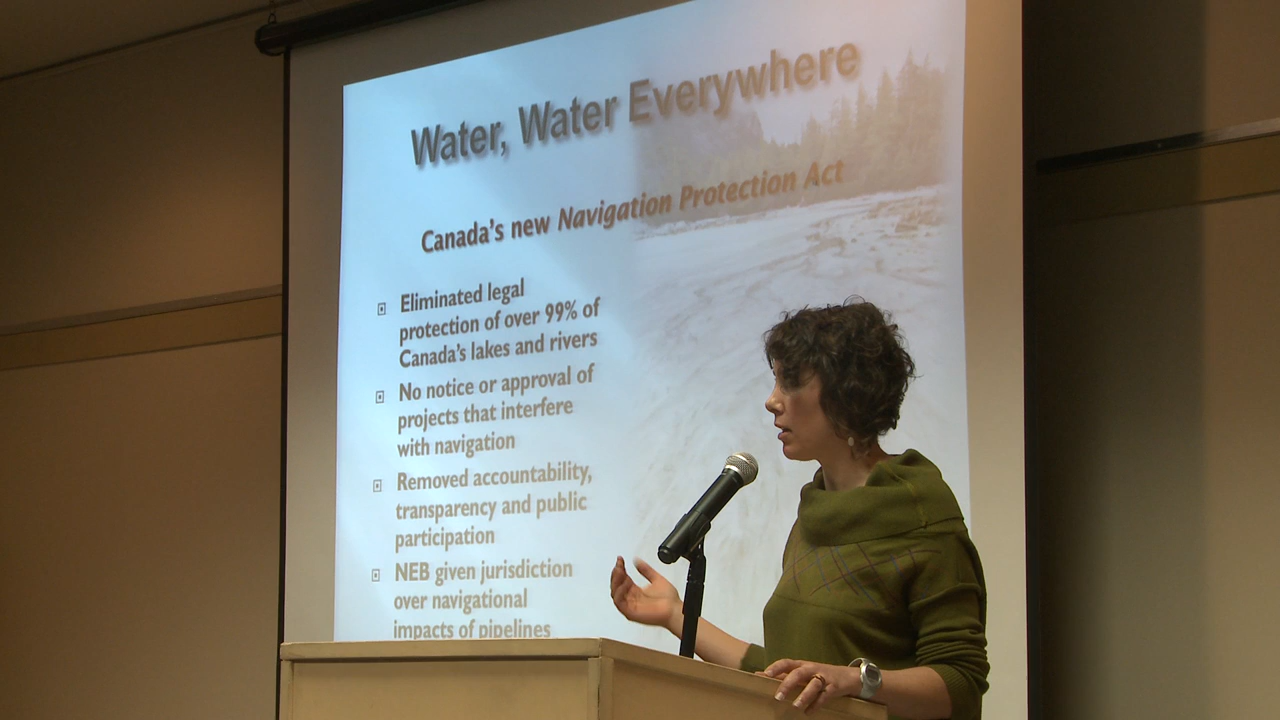 Water, Water Everywhere
Canada's new Navigation Protection Act
Eliminated legal
protection of over 99% of
Canada's lakes and rivers
No notice or approval of
projects that interfere
with navigation
Removed accountability,
transparency and public
participation
NEB given jurisdiction
over navigational
impacts of pipelines